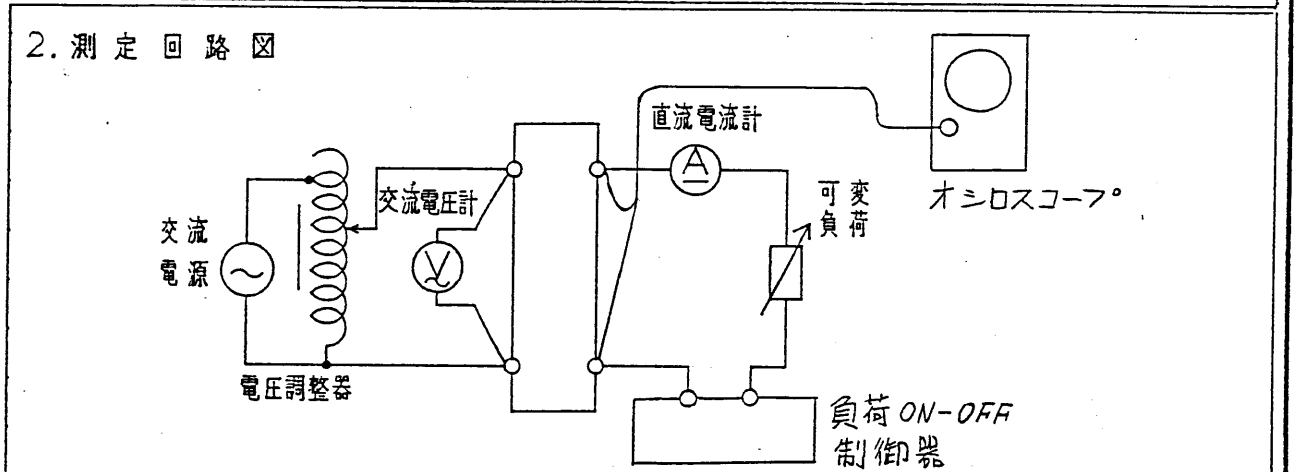 2. 測定回路図
直流電流計
A
オシロスコープ
可変
負荷
交流電圧計
V
交流
電源
電圧調整器
負荷ON-OFF
制御器